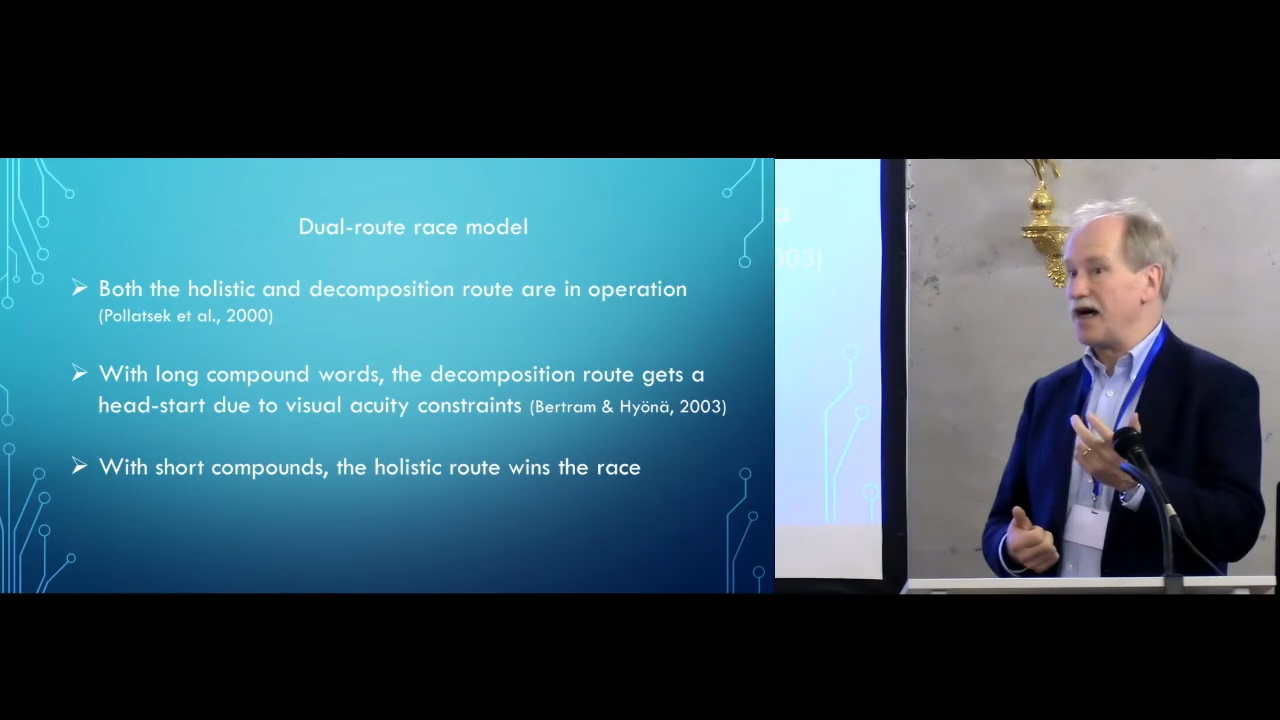 Dual-route race model
➢ Both the holistic and decomposition route are in operation
(Pollatsek et al., 2000)
➢ With long compound words, the decomposition route gets a
head-start due to visual acuity constraints (Bertram & Hyönä, 2003)
➢ With short compounds, the holistic route wins the race
a
003)